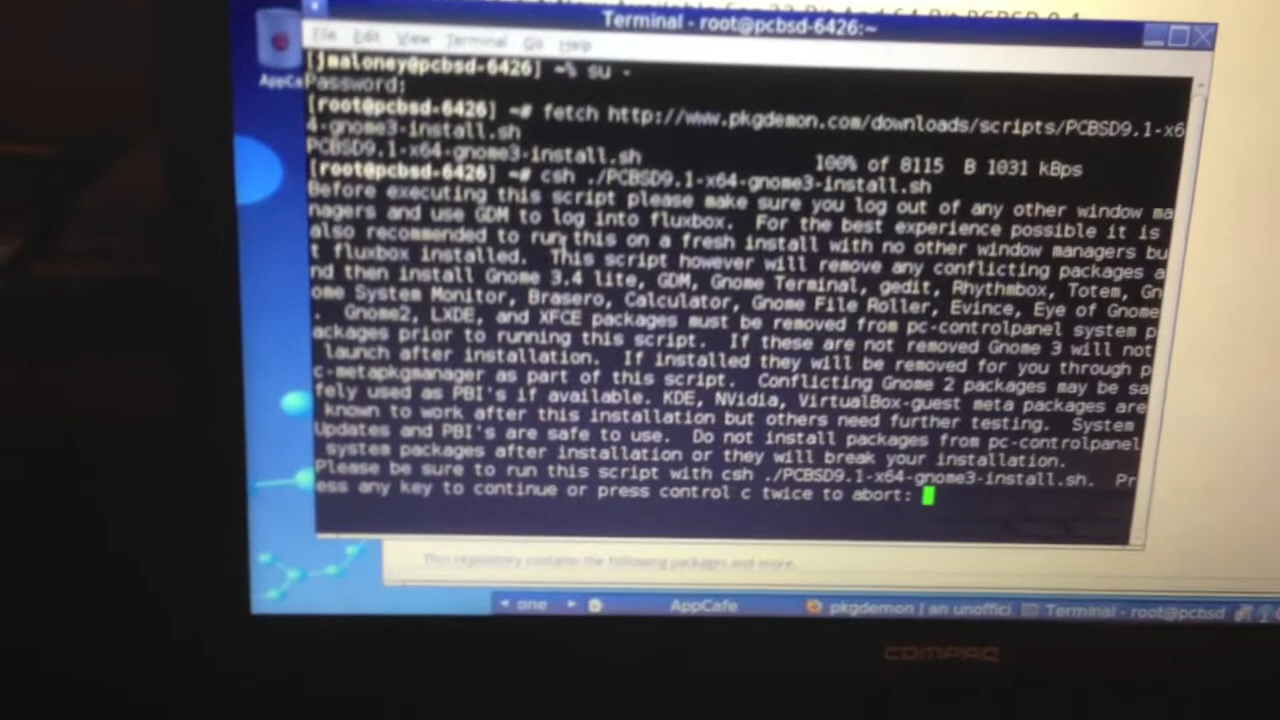 Available For 32 Bit And 64 Bit PCBSD 9.1
Terminal - root@pcbsd-6426:~
File Edit View Terminal Go Help
[jmaloney@pcbsd-6426] ~% su -
AppCa
Password:
[root@pcbsd-6426] ~# fetch http://www.pkgdemon.com/downloads/scripts/PCBSD9.1-x6
4-gnome3-install.sh
PCBSD9.1-x64-gnome3-install.sh 100% of 8115 B 1031 kBps
[root@pcbsd-6426] ~# csh ./PCBSD9.1-x64-gnome3-install.sh
Before executing this script please make sure you log out of any other window ma
nagers and use GDM to log into fluxbox. For the best experience possible it is
also recommended to run this on a fresh install with no other window managers bu
t fluxbox installed. This script however will remove any conflicting packages a
nd then install Gnome 3.4 lite, GDM, Gnome Terminal, gedit, Rhythmbox, Totem, Gn
ome System Monitor, Brasero, Calculator, Gnome File Roller, Evince, Eye of Gnome
. Gnome2, LXDE, and XFCE packages must be removed from pc-controlpanel system p
ackages prior to running this script. If these are not removed Gnome 3 will not
launch after installation. If installed they will be removed for you through p
c-metapkgmanager as part of this script. Conflicting Gnome 2 packages may be sa
fely used as PBI's if available. KDE, NVidia, VirtualBox-guest meta packages are
known to work after this installation but others need further testing. System
Updates and PBI's are safe to use. Do not install packages from pc-controlpanel
system packages after installation or they will break your installation.
Please be sure to run this script with csh ./PCBSD9.1-x64-gnome3-install.sh. Pr
ess any key to continue or press control c twice to abort:
This repository contains the following packages and more.
one AppCafe pkgdemon | an unoffici Terminal - root@pcbsd
COMPAQ